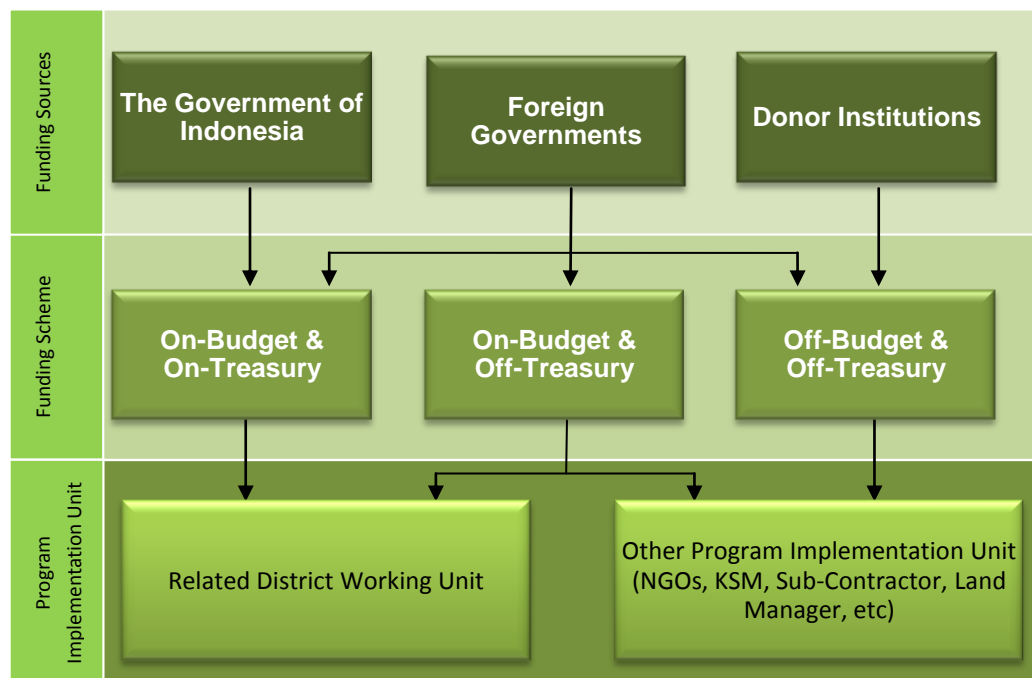 Funding Sources
The Government of
Indonesia
Foreign
Governments
Donor Institutions
Funding Scheme
On-Budget &
On-Treasury
On-Budget &
Off-Treasury
Off-Budget &
Off-Treasury
Program
Implementation Unit
Related District Working Unit
Other Program Implementation Unit
(NGOs, KSM, Sub-Contractor, Land
Manager, etc)